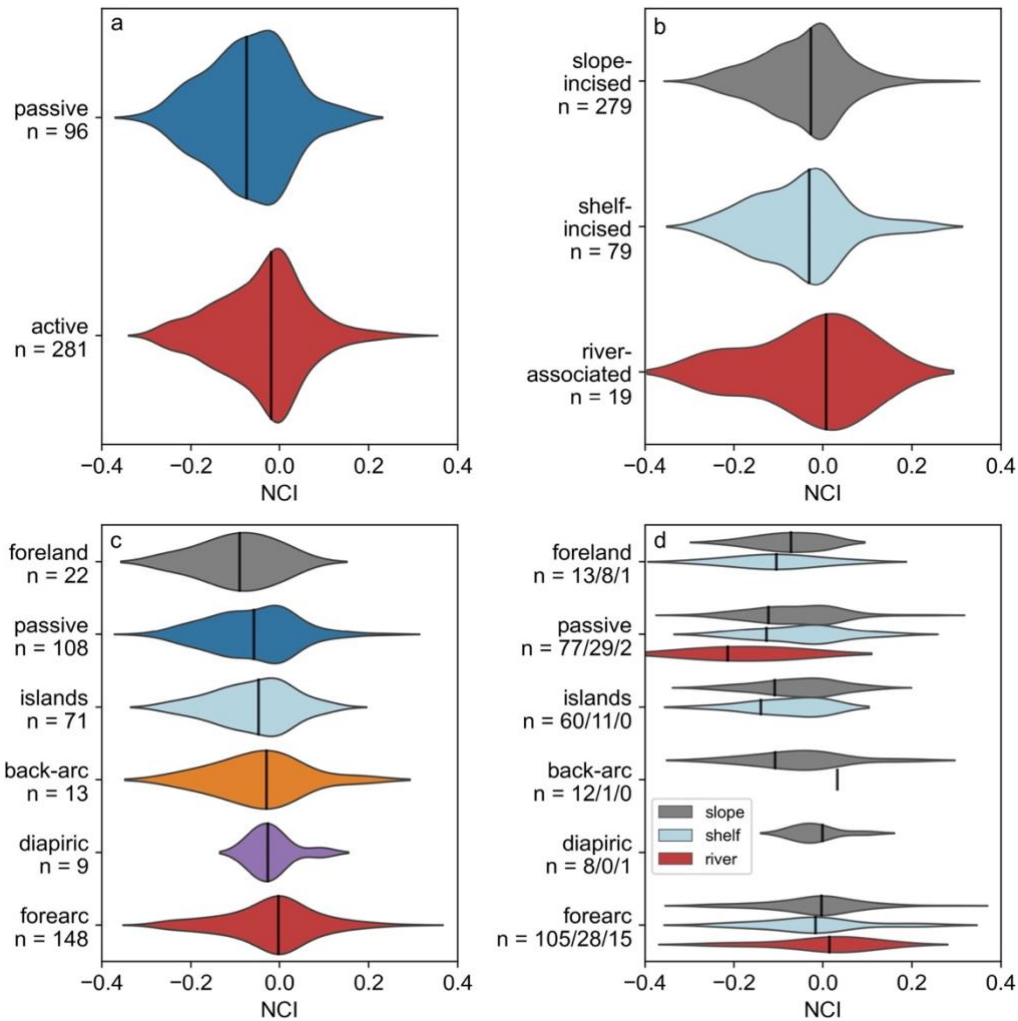 a
passive
n = 96
active
n = 281
−0.4 −0.2 0.0 0.2 0.4
NCI
b
slope-
incised
n = 279
shelf-
incised
n = 79
river-
associated
n = 19
−0.4 −0.2 0.0 0.2 0.4
NCI
c
foreland
n = 22
passive
n = 108
islands
n = 71
back-arc
n = 13
diapiric
n = 9
forearc
n = 148
−0.4 −0.2 0.0 0.2 0.4
NCI
d
foreland
n = 13/8/1
passive
n = 77/29/2
islands
n = 60/11/0
back-arc
n = 12/1/0
diapiric
n = 8/0/1
forearc
n = 105/28/15
slope
shelf
river
−0.4 −0.2 0.0 0.2 0.4
NCI